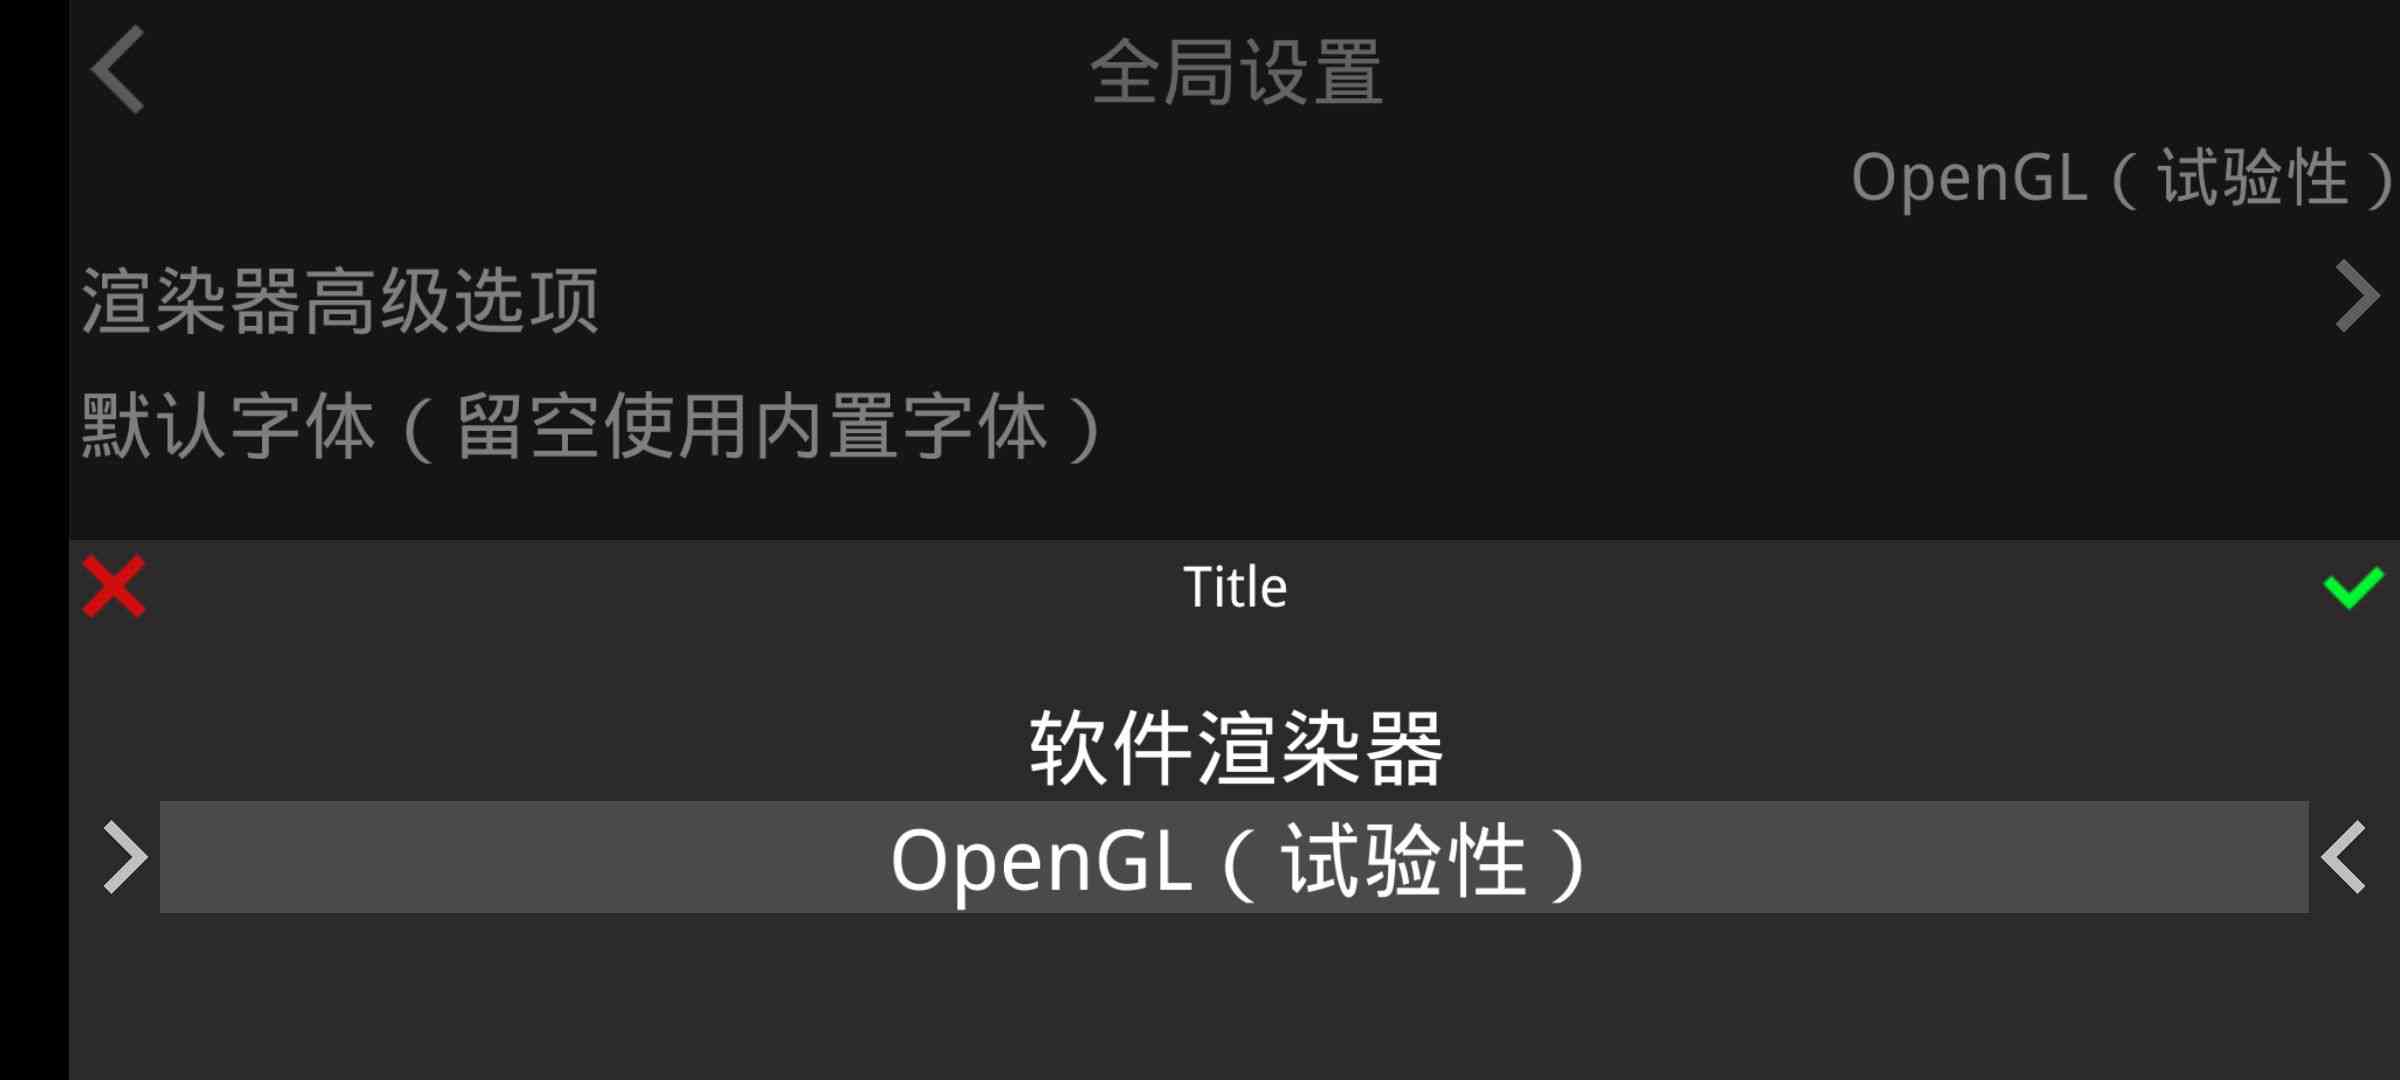 全局设置
OpenGL（试验性）
渲染器高级选项
默认字体（留空使用内置字体）
Title
软件渲染器
OpenGL（试验性）